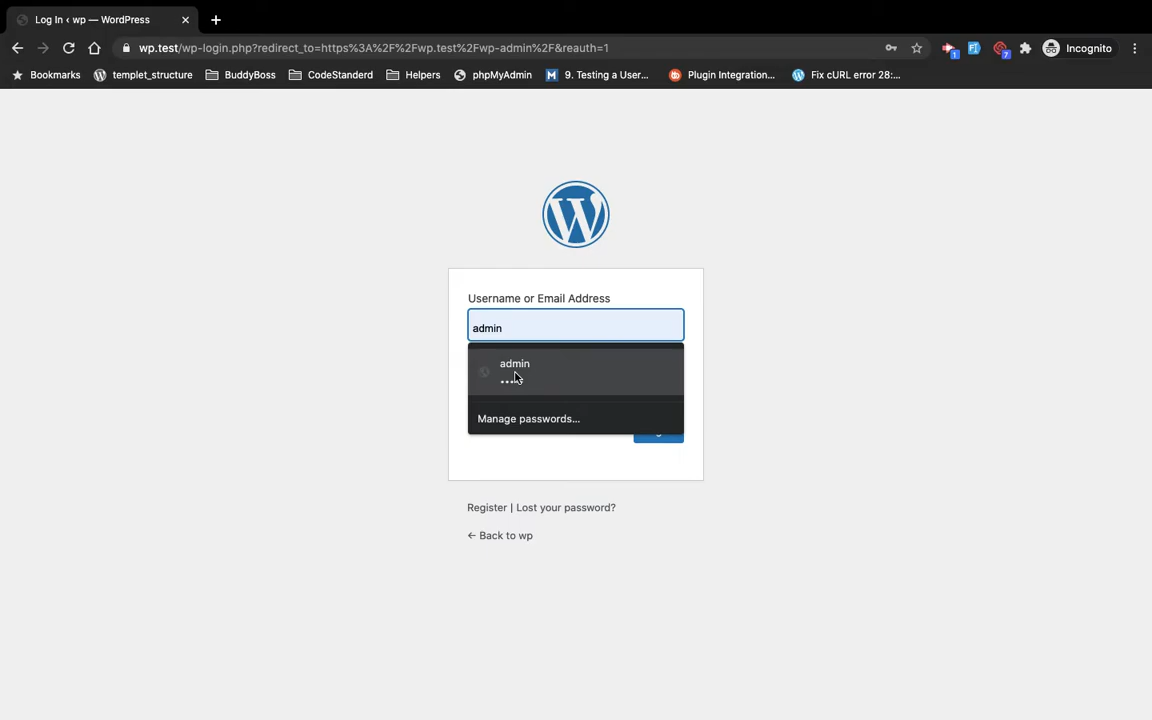 Log In ‹ wp — WordPress
wp.test/wp-login.php?redirect_to=https%3A%2F%2Fwp.test%2Fwp-admin%2F&reauth=1
1
7
Incognito
Bookmarks
templet_structure
BuddyBoss
CodeStanderd
Helpers
phpMyAdmin
9. Testing a User...
Plugin Integration...
Fix cURL error 28:...
Username or Email Address
admin
admin
Manage passwords...
Register | Lost your password?
← Back to wp